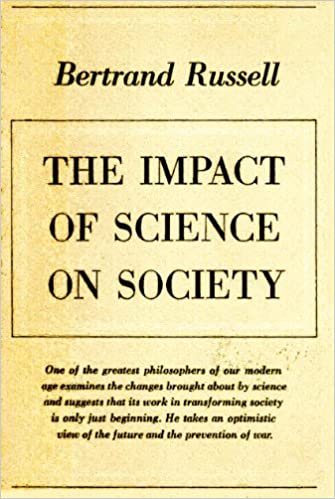 Bertrand Russell
THE IMPACT
OF SCIENCE
ON SOCIETY
One of the greatest philosophers of our modern
age examines the changes brought about by science
and suggests that its work in transforming society
is only just beginning. He takes an optimistic
view of the future and the prevention of war.